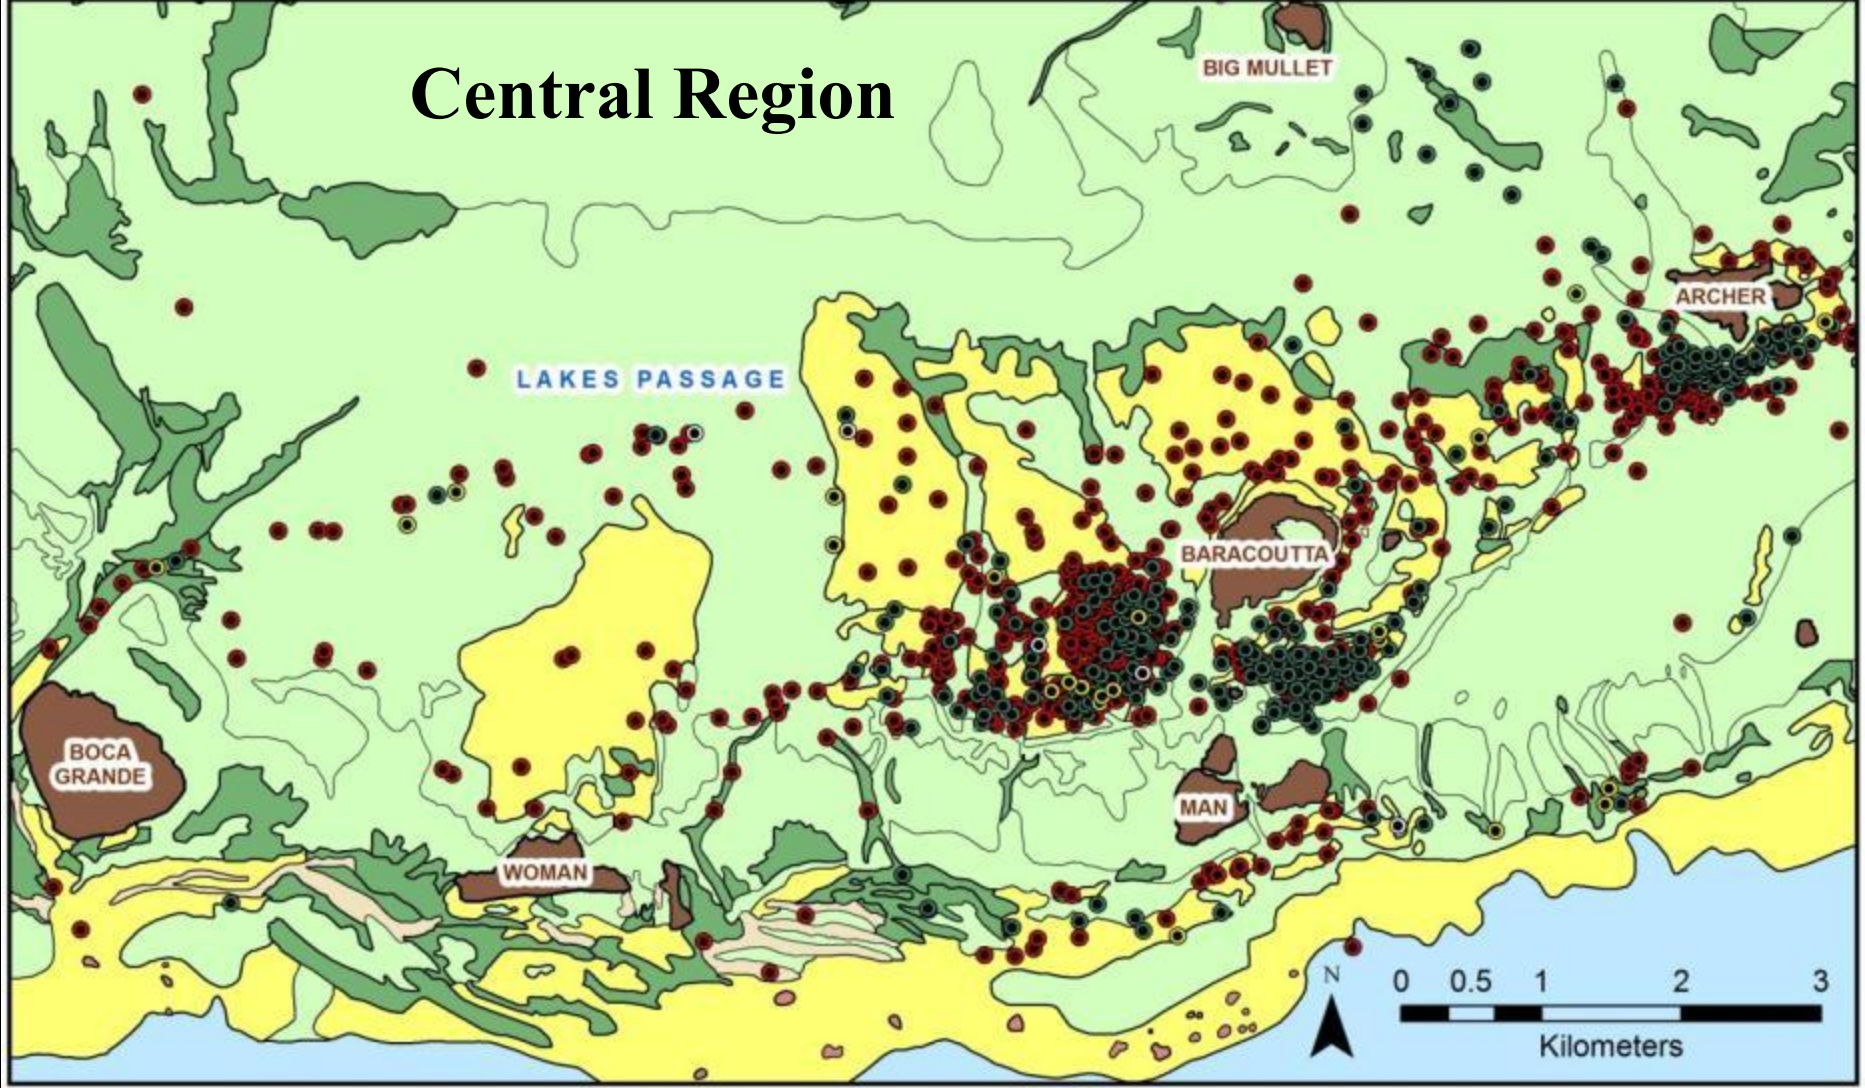 Central Region
BIG MULLET
ARCHER
LAKES PASSAGE
BARACOUTTA
BOCA
GRANDE
MAN
WOMAN
N
0 0.5 1 2 3
Kilometers